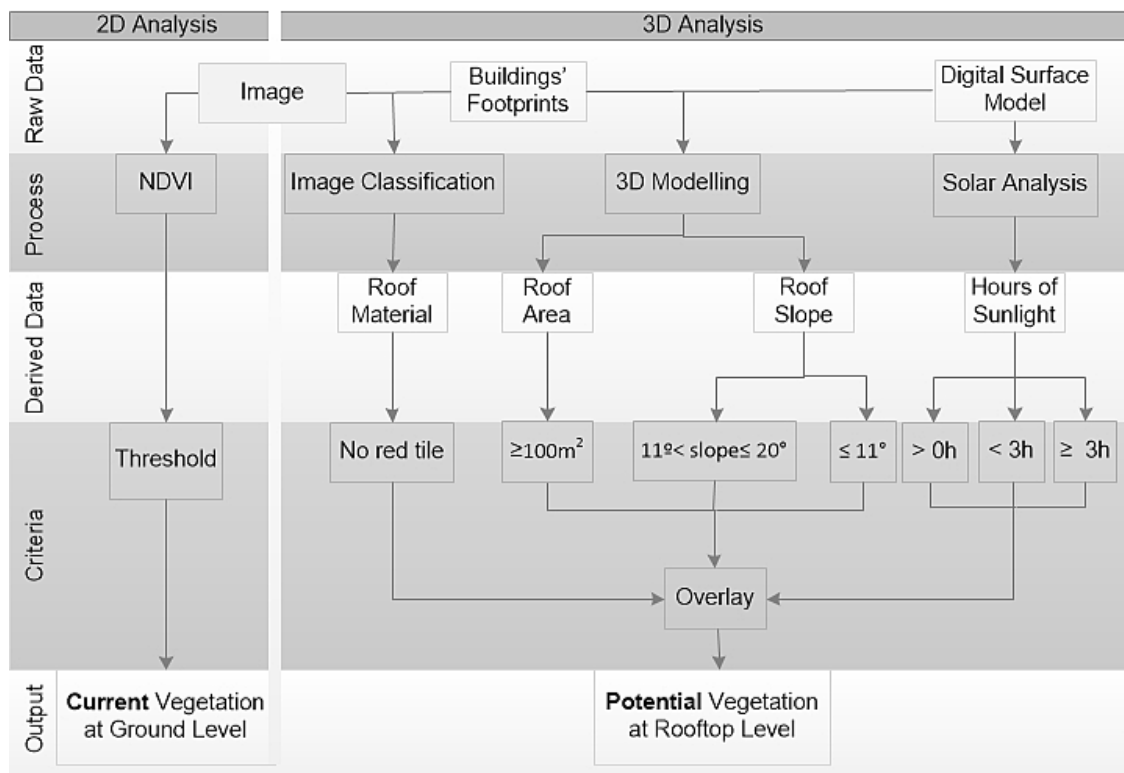 2D Analysis
3D Analysis
Raw Data
Image
Buildings'
Footprints
Digital Surface
Model
Process
NDVI
Image Classification
3D Modelling
Solar Analysis
Derived Data
Roof
Material
Roof
Area
Roof
Slope
Hours of
Sunlight
Criteria
Threshold
No red tile
≥100m²
11º< slope≤ 20°
≤ 11°
> 0h
< 3h
≥ 3h
Overlay
Output
Current Vegetation
at Ground Level
Potential Vegetation
at Rooftop Level